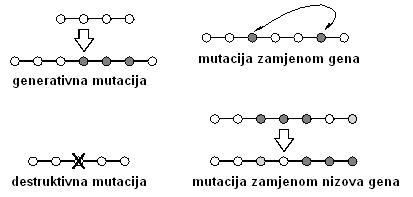 generativna mutacija
mutacija zamjenom gena
destruktivna mutacija
mutacija zamjenom nizova gena